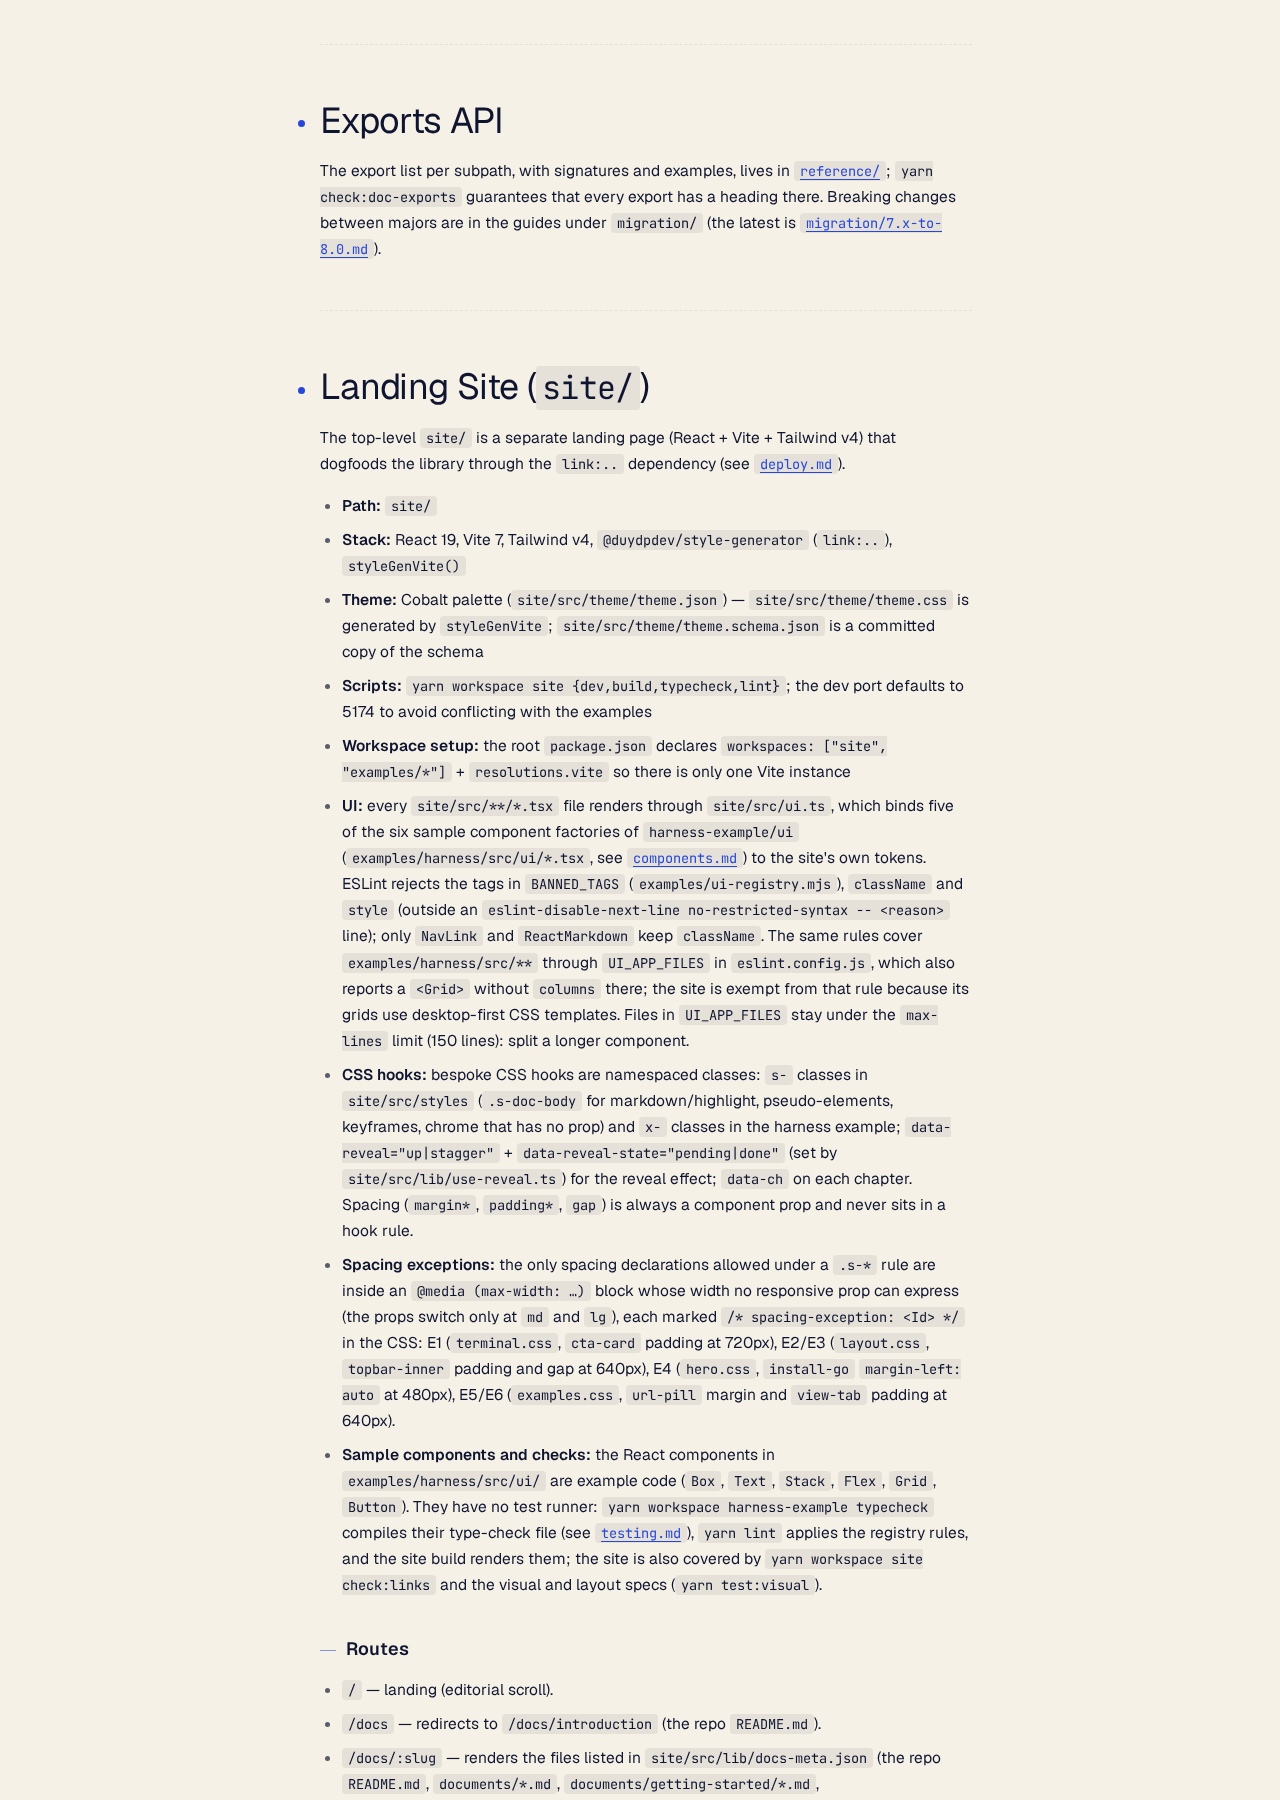 Exports API
The export list per subpath, with signatures and examples, lives in reference/; yarn
check:doc-exports guarantees that every export has a heading there. Breaking changes
between majors are in the guides under migration/ (the latest is migration/7.x-to-
8.0.md).
Landing Site (site/)
The top-level site/ is a separate landing page (React + Vite + Tailwind v4) that
dogfoods the library through the link:.. dependency (see deploy.md).
Path: site/
Stack: React 19, Vite 7, Tailwind v4, @duydpdev/style-generator (link:..),
styleGenVite()
Theme: Cobalt palette (site/src/theme/theme.json) — site/src/theme/theme.css is
generated by styleGenVite; site/src/theme/theme.schema.json is a committed
copy of the schema
Scripts: yarn workspace site {dev,build,typecheck,lint}; the dev port defaults to
5174 to avoid conflicting with the examples
Workspace setup: the root package.json declares workspaces: ["site",
"examples/*"] + resolutions.vite so there is only one Vite instance
UI: every site/src/**/*.tsx file renders through site/src/ui.ts, which binds five
of the six sample component factories of harness-example/ui
(examples/harness/src/ui/*.tsx, see components.md) to the site's own tokens.
ESLint rejects the tags in BANNED_TAGS (examples/ui-registry.mjs), className and
style (outside an eslint-disable-next-line no-restricted-syntax -- <reason>
line); only NavLink and ReactMarkdown keep className. The same rules cover
examples/harness/src/** through UI_APP_FILES in eslint.config.js, which also
reports a <Grid> without columns there; the site is exempt from that rule because its
grids use desktop-first CSS templates. Files in UI_APP_FILES stay under the max-
lines limit (150 lines): split a longer component.
CSS hooks: bespoke CSS hooks are namespaced classes: s- classes in
site/src/styles (.s-doc-body for markdown/highlight, pseudo-elements,
keyframes, chrome that has no prop) and x- classes in the harness example; data-
reveal="up|stagger" + data-reveal-state="pending|done" (set by
site/src/lib/use-reveal.ts) for the reveal effect; data-ch on each chapter.
Spacing (margin*, padding*, gap) is always a component prop and never sits in a
hook rule.
Spacing exceptions: the only spacing declarations allowed under a .s-* rule are
inside an @media (max-width: …) block whose width no responsive prop can express
(the props switch only at md and lg), each marked /* spacing-exception: <Id> */
in the CSS: E1 (terminal.css, cta-card padding at 720px), E2/E3 (layout.css,
topbar-inner padding and gap at 640px), E4 (hero.css, install-go margin-left:
auto at 480px), E5/E6 (examples.css, url-pill margin and view-tab padding at
640px).
Sample components and checks: the React components in
examples/harness/src/ui/ are example code (Box, Text, Stack, Flex, Grid,
Button). They have no test runner: yarn workspace harness-example typecheck
compiles their type-check file (see testing.md), yarn lint applies the registry rules,
and the site build renders them; the site is also covered by yarn workspace site
check:links and the visual and layout specs (yarn test:visual).
Routes
/ — landing (editorial scroll).
/docs — redirects to /docs/introduction (the repo README.md).
/docs/:slug — renders the files listed in site/src/lib/docs-meta.json (the repo
README.md, documents/*.md, documents/getting-started/*.md,